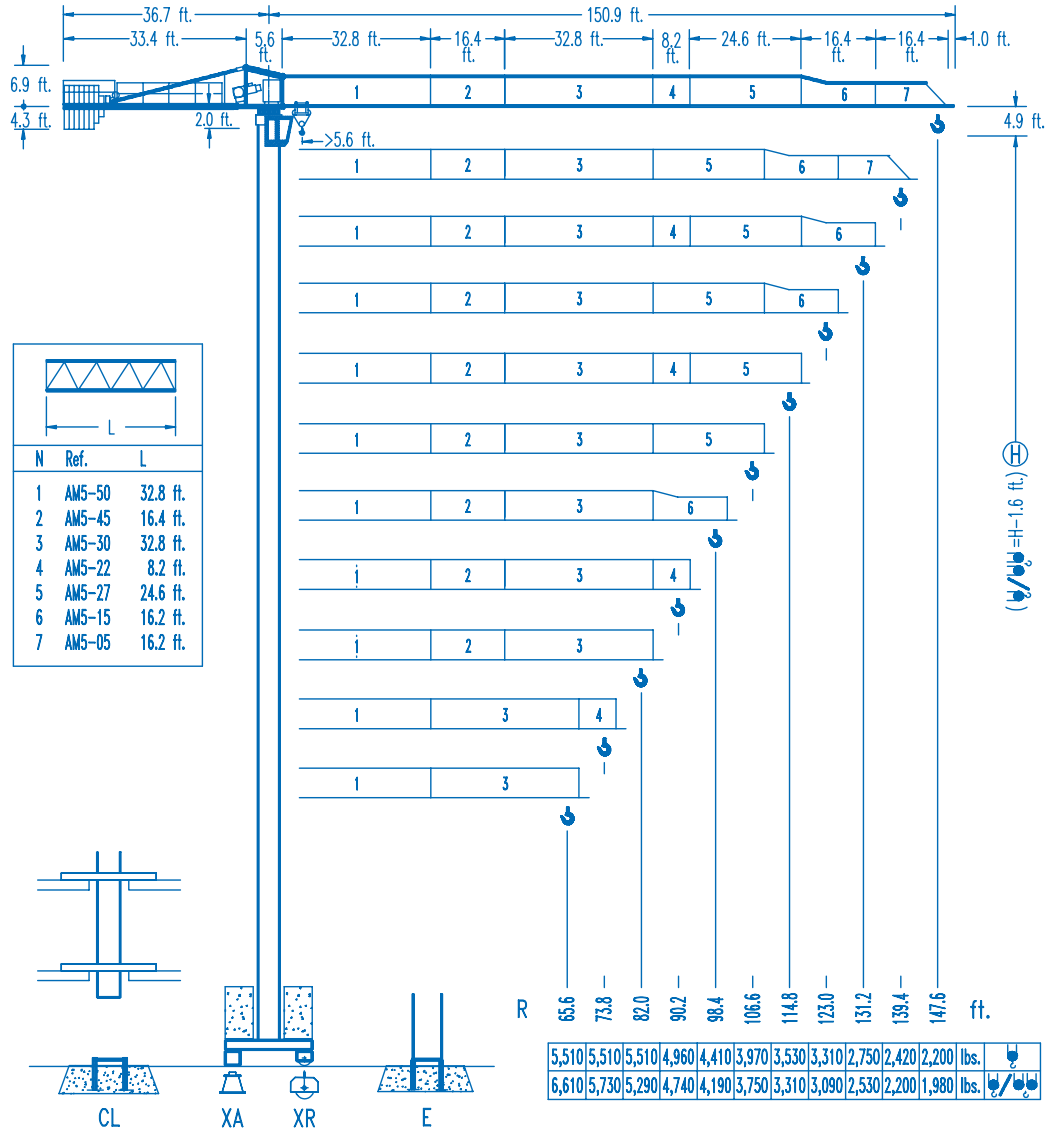 36.7 ft. 150.9 ft.
33.4 ft. 5.6 ft. 32.8 ft. 16.4 ft. 32.8 ft. 8.2 ft. 24.6 ft. 16.4 ft. 16.4 ft. 1.0 ft.
6.9 ft.
4.3 ft.
2.0 ft.
>5.6 ft.
4.9 ft.
1 2 3 4 5 6 7
1 2 3 5 6 7
1 2 3 4 5 6
1 2 3 5 6
1 2 3 4 5
1 2 3 5
1 2 3 6
1 2 3 4
1 2 3
1 3 4
1 3
H
( / =H-1.6 ft.)
L
N Ref. L
1 AM5-50 32.8 ft.
2 AM5-45 16.4 ft.
3 AM5-30 32.8 ft.
4 AM5-22 8.2 ft.
5 AM5-27 24.6 ft.
6 AM5-15 16.2 ft.
7 AM5-05 16.2 ft.
R 65.6 73.8 82.0 90.2 98.4 106.6 114.8 123.0 131.2 139.4 147.6 ft.
5,510 5,510 5,510 4,960 4,410 3,970 3,530 3,310 2,750 2,420 2,200 lbs.
6,610 5,730 5,290 4,740 4,190 3,750 3,310 3,090 2,530 2,200 1,980 lbs. /
CL XA XR E